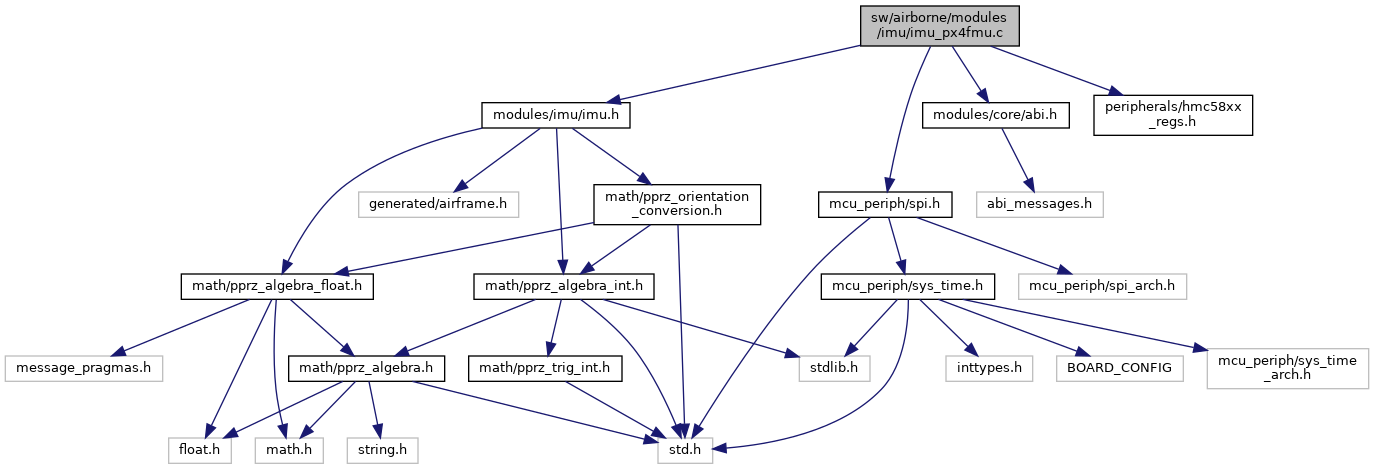 sw/airborne/modules
/imu/imu_px4fmu.c
modules/imu/imu.h
modules/core/abi.h
peripherals/hmc58xx
_regs.h
generated/airframe.h
math/pprz_orientation
_conversion.h
mcu_periph/spi.h
abi_messages.h
math/pprz_algebra_float.h
math/pprz_algebra_int.h
mcu_periph/sys_time.h
mcu_periph/spi_arch.h
message_pragmas.h
math/pprz_algebra.h
math/pprz_trig_int.h
stdlib.h
inttypes.h
BOARD_CONFIG
mcu_periph/sys_time
_arch.h
float.h
math.h
string.h
std.h